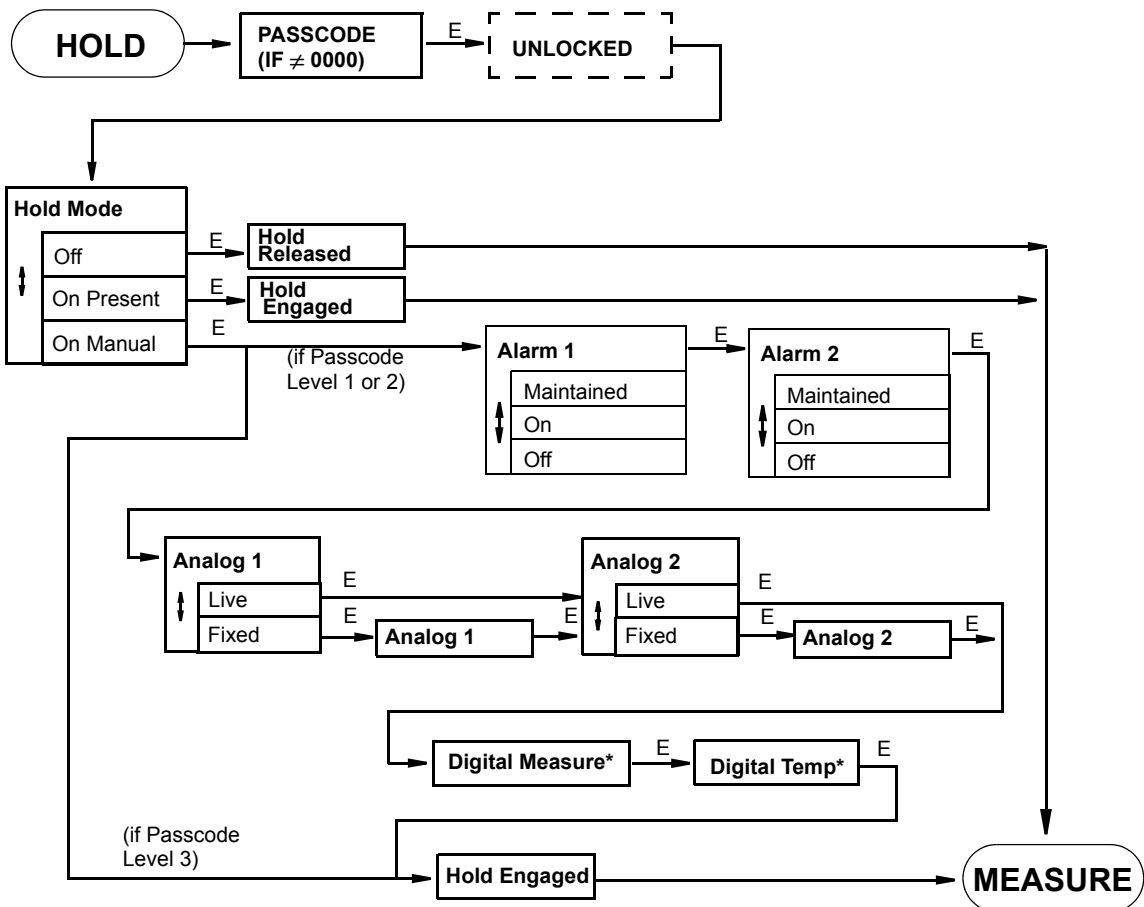 HOLD
PASSCODE
(IF ≠ 0000)
E
UNLOCKED
Hold Mode
Off
On Present
On Manual
E
Hold
Released
E
Hold
Engaged
E
(if Passcode
Level 1 or 2)
Alarm 1
Maintained
On
Off
E
Alarm 2
Maintained
On
Off
E
Analog 1
Live
Fixed
E
E
Analog 1
E
Analog 2
Live
Fixed
E
E
Analog 2
E
Digital Measure*
E
Digital Temp*
E
(if Passcode
Level 3)
Hold Engaged
MEASURE